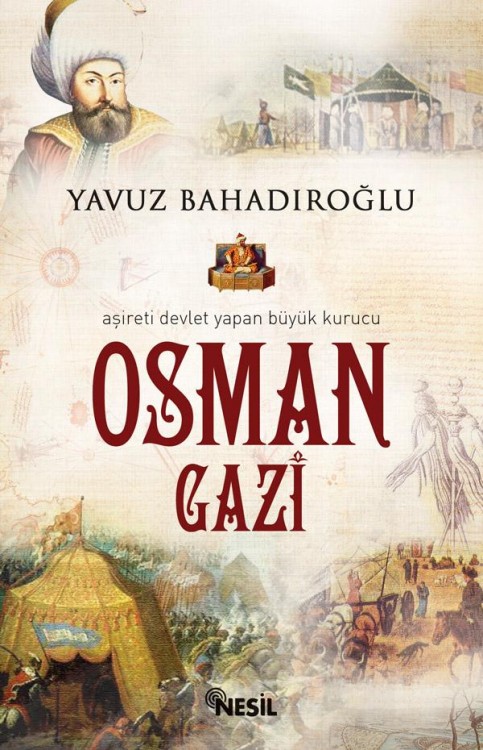 YAVUZ BAHADIROĞLU
aşireti devlet yapan büyük kurucu
OSMAN
GAZİ
NESİL